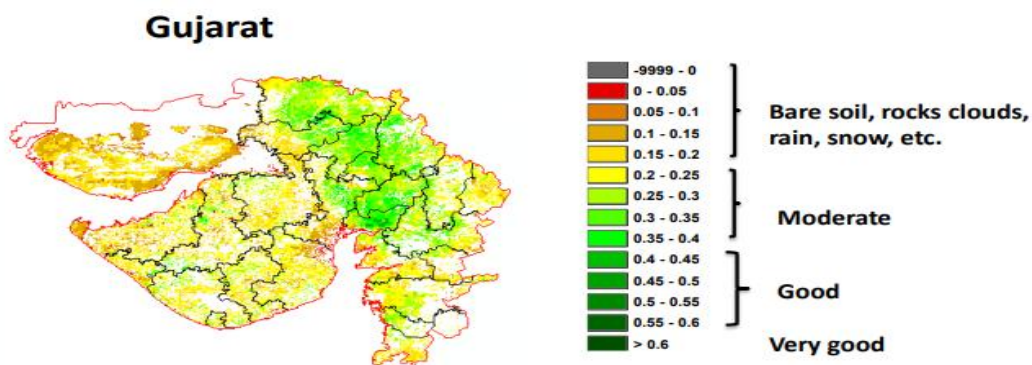 Gujarat
-9999 - 0
0 - 0.05
0.05 - 0.1
0.1 - 0.15
0.15 - 0.2
0.2 - 0.25
0.25 - 0.3
0.3 - 0.35
0.35 - 0.4
0.4 - 0.45
0.45 - 0.5
0.5 - 0.55
0.55 - 0.6
> 0.6
Bare soil, rocks clouds,
rain, snow, etc.
Moderate
Good
Very good